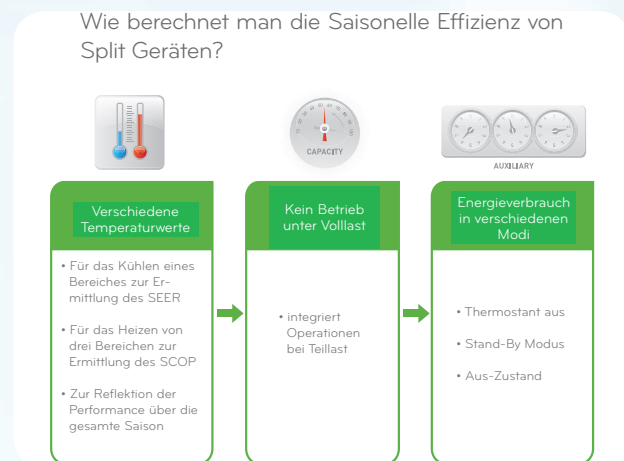 Wie berechnet man die Saisonelle Effizienz von
Split Geräten?
CAPACITY
AUXILIARY
Verschiedene
Temperaturwerte
• Für das Kühlen eines
Bereiches zur Er-
mittlung des SEER
• Für das Heizen von
drei Bereichen zur
Ermittlung des SCOP
• Zur Reflektion der
Performance über die
gesamte Saison
Kein Betrieb
unter Volllast
• integriert
Operationen
bei Teillast
Energieverbrauch
in verschiedenen
Modi
• Thermostant aus
• Stand-By Modus
• Aus-Zustand